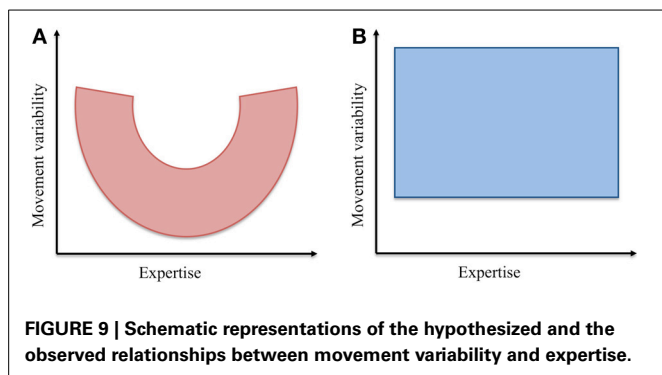 A
B
Movement variability
Movement variability
Expertise
Expertise
FIGURE 9 | Schematic representations of the hypothesized and the
observed relationships between movement variability and expertise.